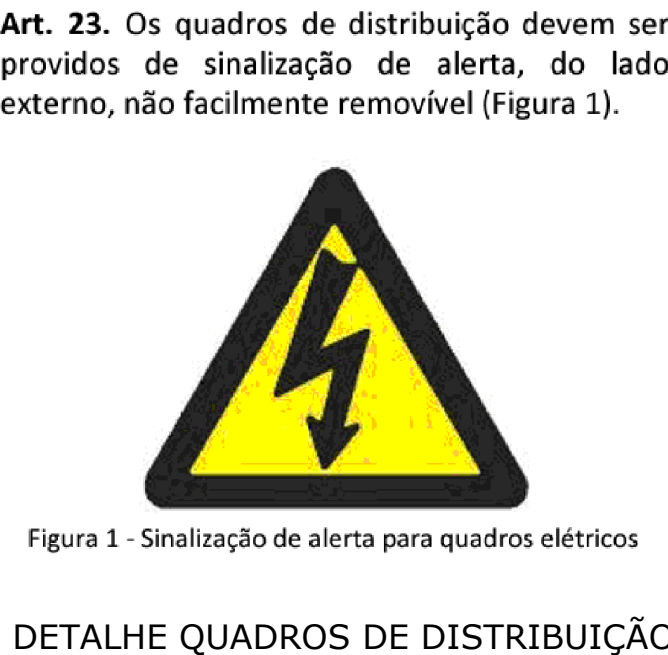 Art. 23. Os quadros de distribuição devem ser
providos de sinalização de alerta, do lado
externo, não facilmente removível (Figura 1).
Figura 1 - Sinalização de alerta para quadros elétricos
DETALHE QUADROS DE DISTRIBUIÇÃO